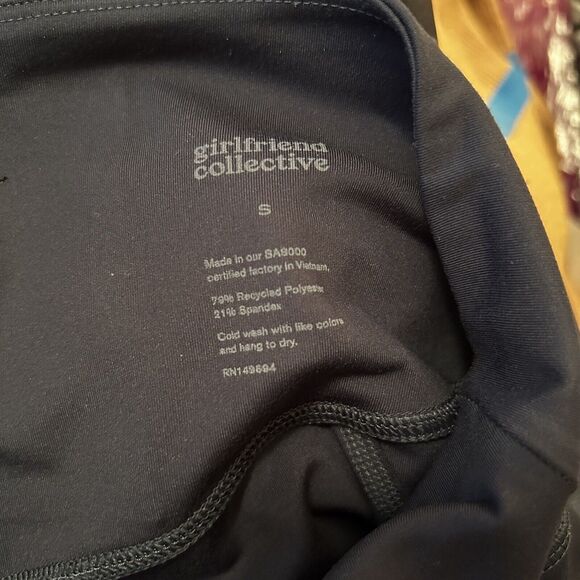 girlfriend
collective
S
Made in our SA8000
certified factory in Vietnam.
79% Recycled Polyester
21% Spandex
Cold wash with like colors
and hang to dry.
RN149694